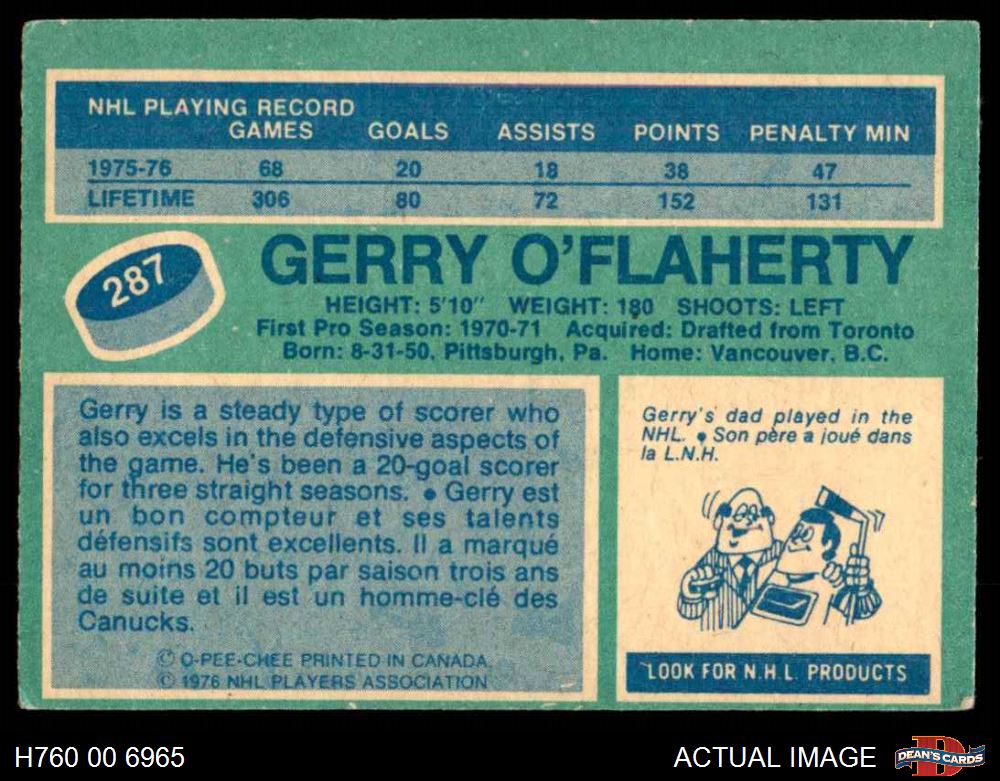 NHL PLAYING RECORD
GAMES GOALS ASSISTS POINTS PENALTY MIN
1975-76 68 20 18 38 47
LIFETIME 306 80 72 152 131
287
GERRY O'FLAHERTY
HEIGHT: 5'10" WEIGHT: 180 SHOOTS: LEFT
First Pro Season: 1970-71 Acquired: Drafted from Toronto
Born: 8-31-50, Pittsburgh, Pa. Home: Vancouver, B.C.
Gerry is a steady type of scorer who
also excels in the defensive aspects of
the game. He's been a 20-goal scorer
for three straight seasons. • Gerry est
un bon compteur et ses talents
défensifs sont excellents. Il a marqué
au moins 20 buts par saison trois ans
de suite et il est un homme-clé des
Canucks.
© O-PEE-CHEE PRINTED IN CANADA.
© 1976 NHL PLAYERS ASSOCIATION
Gerry's dad played in the
NHL. • Son père a joué dans
la L.N.H.
LOOK FOR N.H.L. PRODUCTS
H760 00 6965
ACTUAL IMAGE
D
DEAN'S CARDS